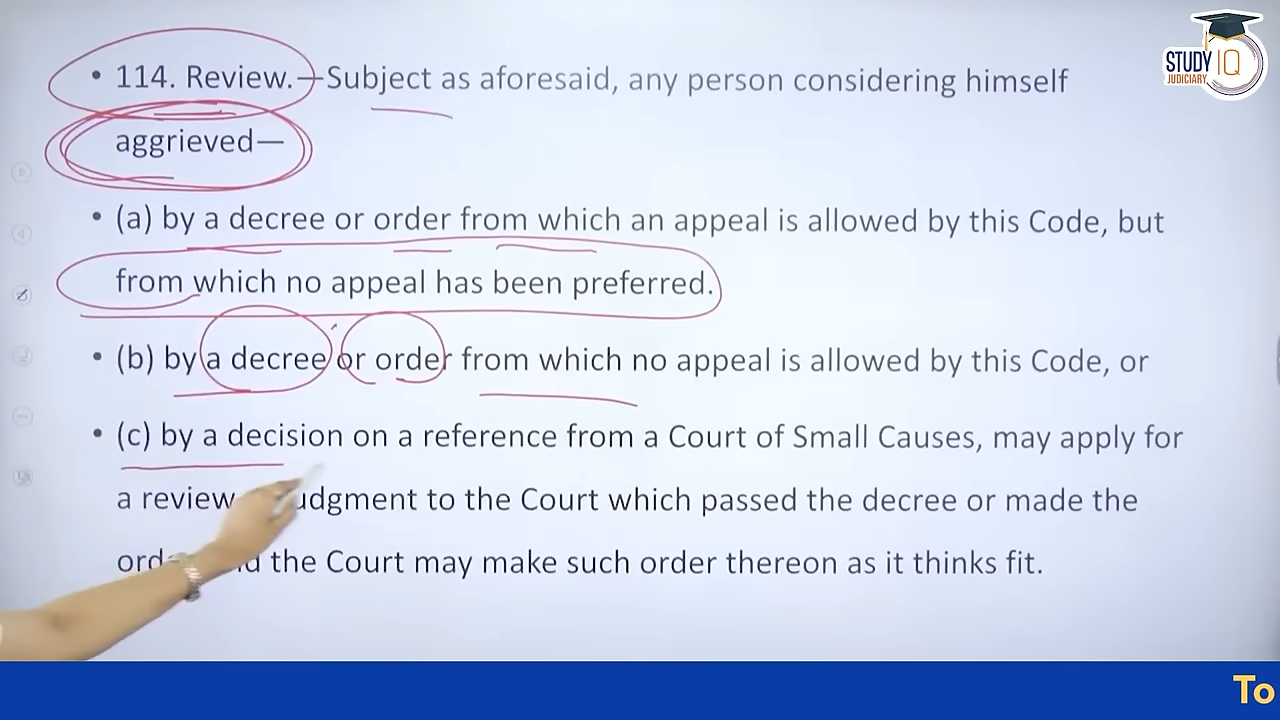 • 114. Review.—Subject as aforesaid, any person considering himself
aggrieved—
• (a) by a decree or order from which an appeal is allowed by this Code, but
from which no appeal has been preferred.
• (b) by a decree or order from which no appeal is allowed by this Code, or
• (c) by a decision on a reference from a Court of Small Causes, may apply for
a review judgment to the Court which passed the decree or made the
the Court may make such order thereon as it thinks fit.
STUDY IQ
JUDICIARY
To